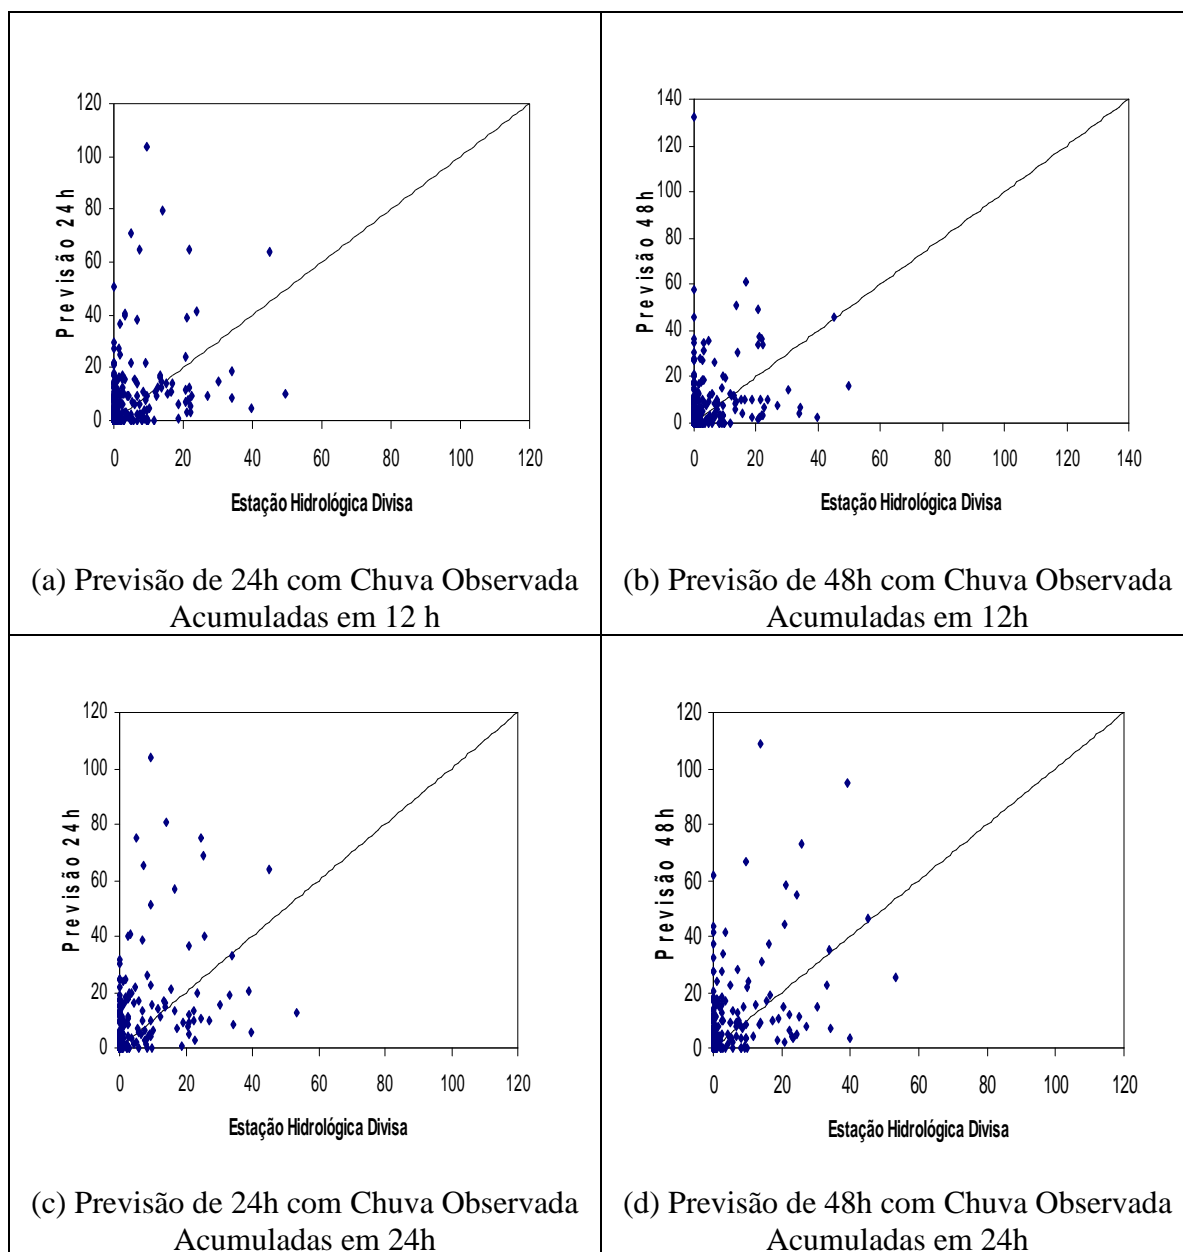 120
100
80
60
40
20
0
Previsão 24h
0 20 40 60 80 100 120
Estação Hidrológica Divisa
(a) Previsão de 24h com Chuva Observada
Acumuladas em 12 h
140
120
100
80
60
40
20
0
Previsão 48h
0 20 40 60 80 100 120 140
Estação Hidrológica Divisa
(b) Previsão de 48h com Chuva Observada
Acumuladas em 12h
120
100
80
60
40
20
0
Previsão 24h
0 20 40 60 80 100 120
Estação Hidrológica Divisa
(c) Previsão de 24h com Chuva Observada
Acumuladas em 24h
120
100
80
60
40
20
0
Previsão 48h
0 20 40 60 80 100 120
Estação Hidrológica Divisa
(d) Previsão de 48h com Chuva Observada
Acumuladas em 24h